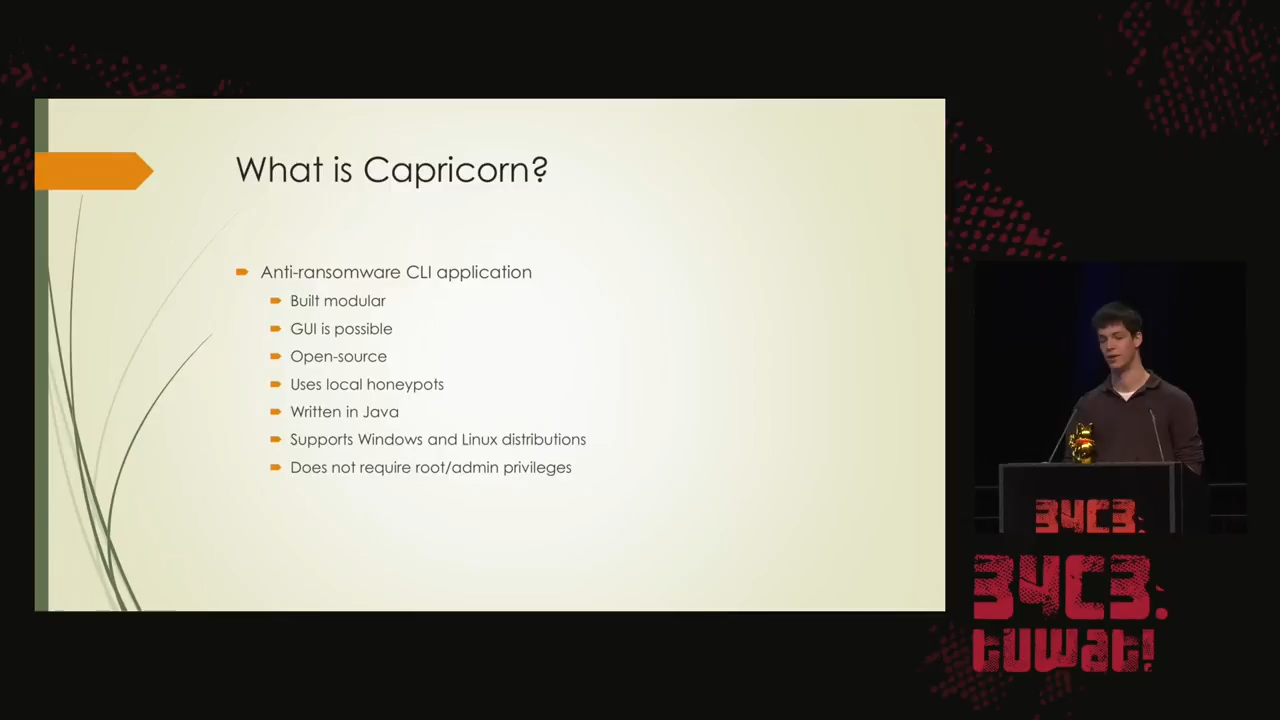 What is Capricorn?
Anti-ransomware CLI application
Built modular
GUI is possible
Open-source
Uses local honeypots
Written in Java
Supports Windows and Linux distributions
Does not require root/admin privileges
34C3.
34C3.
tuwat!